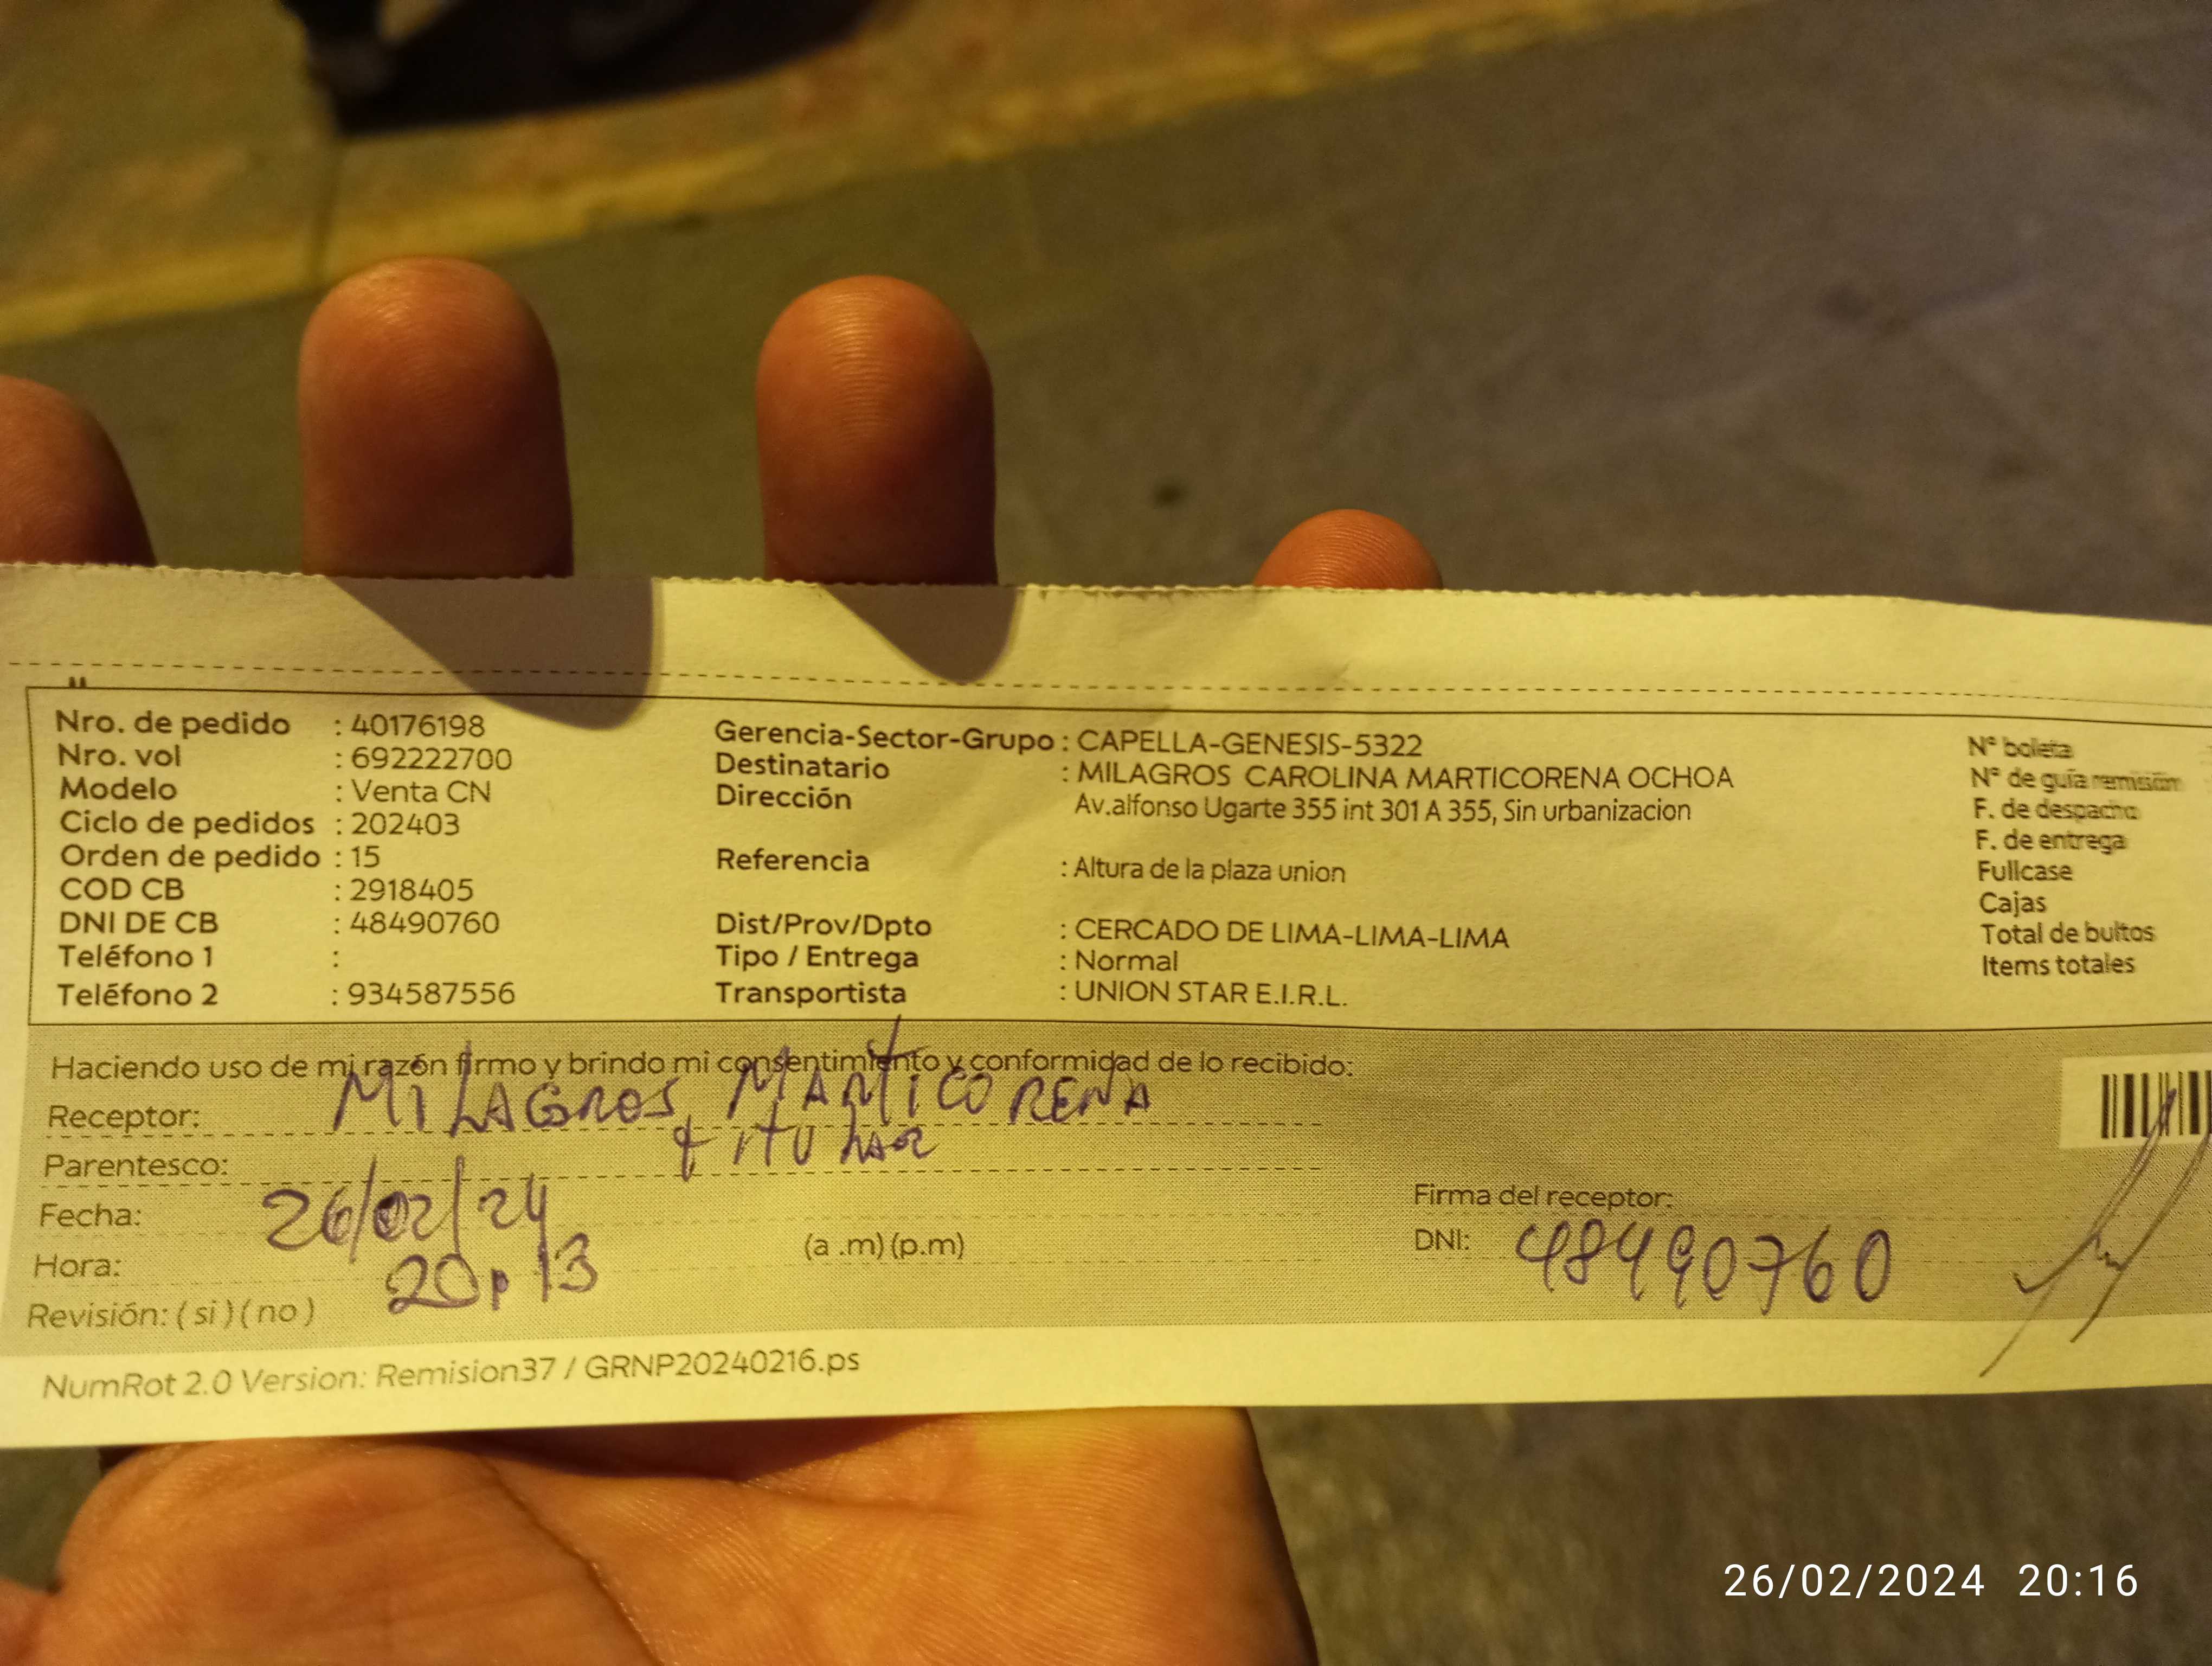 Nro. de pedido : 40176198
Nro. vol : 692222700
Modelo : Venta CN
Ciclo de pedidos : 202403
Orden de pedido : 15
COD CB : 2918405
DNI DE CB : 48490760
Teléfono 1 :
Teléfono 2 : 934587556
Gerencia-Sector-Grupo : CAPELLA-GENESIS-5322
Destinatario : MILAGROS CAROLINA MARTICORENA OCHOA
Dirección Av.alfonso Ugarte 355 int 301 A 355, Sin urbanizacion
Referencia : Altura de la plaza union
Dist/Prov/Dpto : CERCADO DE LIMA-LIMA-LIMA
Tipo / Entrega : Normal
Transportista : UNION STAR E.I.R.L.
N° boleta
N° de guía remisión
F. de despacho
F. de entrega
Fullcase
Cajas
Total de bultos
Items totales
Haciendo uso de mi razón firmo y brindo mi consentimiento y conformidad de lo recibido:
Receptor: MILAGROS MARTICORENA
Parentesco: titular
Fecha: 26/02/24
Hora: 20:13 (a .m) (p.m)
Revisión: ( si ) ( no )
Firma del receptor:
DNI: 48490760
NumRot 2.0 Version: Remision37 / GRNP20240216.ps
26/02/2024 20:16